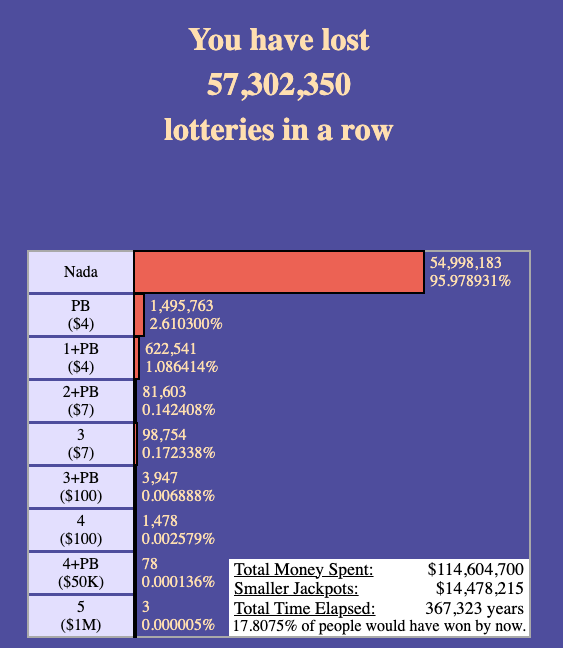 You have lost
57,302,350
lotteries in a row
Nada
54,998,183
95.978931%
PB
($4)
1,495,763
2.610300%
1+PB
($4)
622,541
1.086414%
2+PB
($7)
81,603
0.142408%
3
($7)
98,754
0.172338%
3+PB
($100)
3,947
0.006888%
4
($100)
1,478
0.002579%
4+PB
($50K)
78
0.000136%
5
($1M)
3
0.000005%
Total Money Spent: $114,604,700
Smaller Jackpots: $14,478,215
Total Time Elapsed: 367,323 years
17.8075% of people would have won by now.